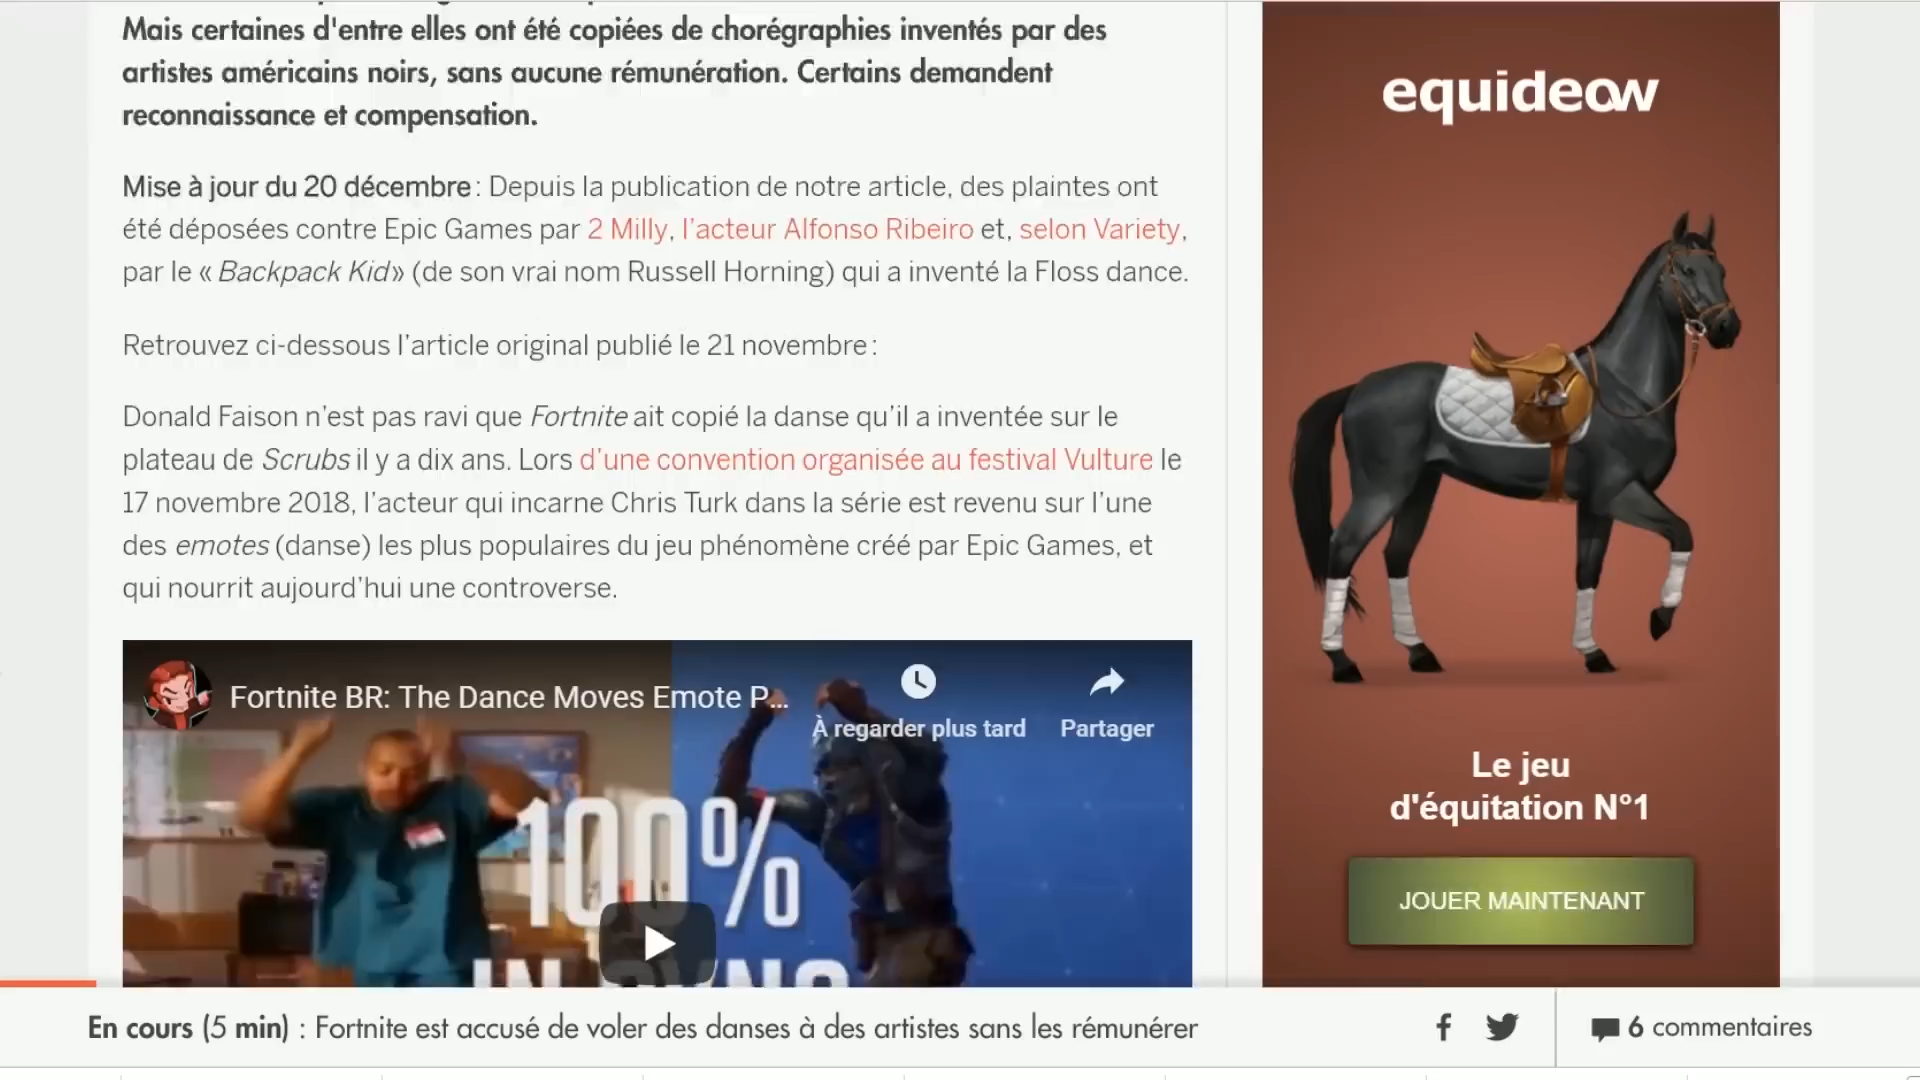 Mais certaines d'entre elles ont été copiées de chorégraphies inventés par des
artistes américains noirs, sans aucune rémunération. Certains demandent
reconnaissance et compensation.
Mise à jour du 20 décembre : Depuis la publication de notre article, des plaintes ont
été déposées contre Epic Games par 2 Milly, l'acteur Alfonso Ribeiro et, selon Variety,
par le « Backpack Kid» (de son vrai nom Russell Horning) qui a inventé la Floss dance.
Retrouvez ci-dessous l'article original publié le 21 novembre :
Donald Faison n'est pas ravi que Fortnite ait copié la danse qu'il a inventée sur le
plateau de Scrubs il y a dix ans. Lors d'une convention organisée au festival Vulture le
17 novembre 2018, l'acteur qui incarne Chris Turk dans la série est revenu sur l'une
des emotes (danse) les plus populaires du jeu phénomène créé par Epic Games, et
qui nourrit aujourd'hui une controverse.
Fortnite BR: The Dance Moves Emote P...
À regarder plus tard
Partager
100%
IN SYNC
equideow
Le jeu
d'équitation N°1
JOUER MAINTENANT
En cours (5 min) : Fortnite est accusé de voler des danses à des artistes sans les rémunérer
6 commentaires